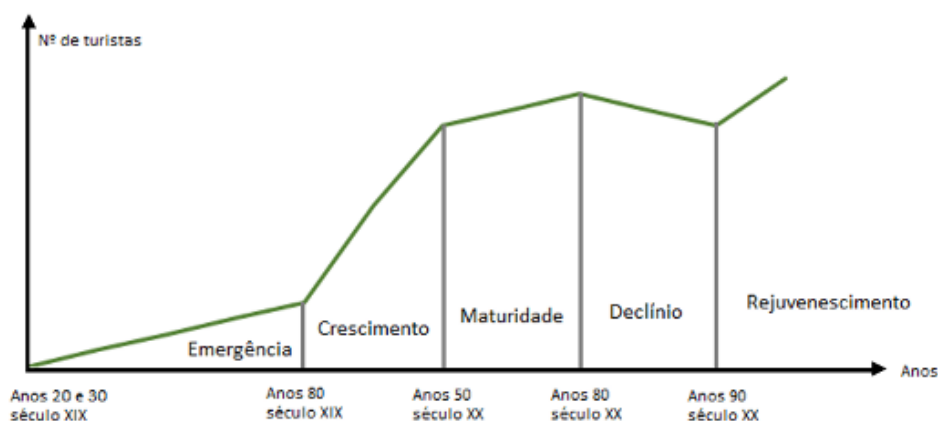 Nº de turistas
Emergência
Crescimento
Maturidade
Declínio
Rejuvenescimento
Anos
Anos 20 e 30
século XIX
Anos 80
século XIX
Anos 50
século XX
Anos 80
século XX
Anos 90
século XX